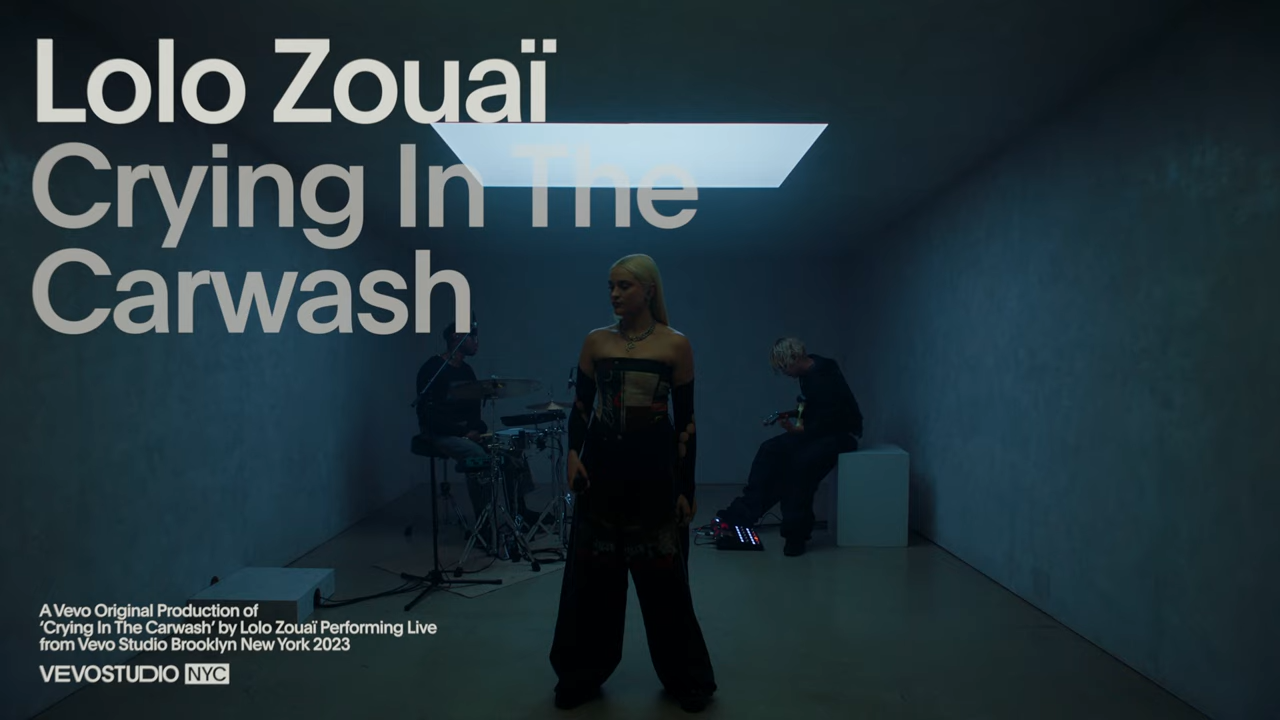 Lolo Zouaï
Crying In The
Carwash
A Vevo Original Production of
‘Crying In The Carwash’ by Lolo Zouaï Performing Live
from Vevo Studio Brooklyn New York 2023
VEVOSTUDIO NYC